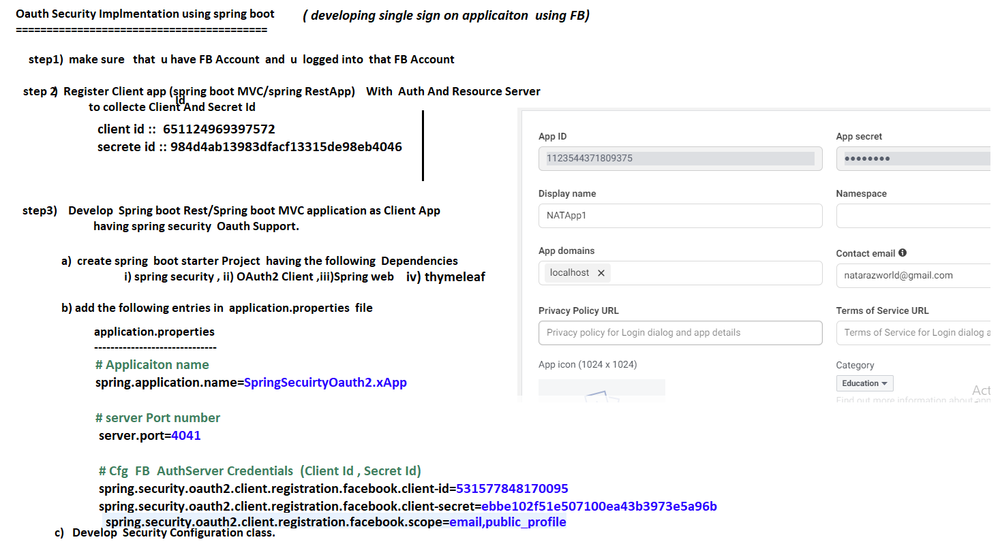 Oauth Security Implmentation using spring boot ( developing single sign on applicaiton using FB)
=========================================
step1) make sure that u have FB Account and u logged into that FB Account
step 2) Register Client app (spring boot MVC/spring RestApp) With Auth And Resource Server
Id
to collecte Client And Secret Id
client id :: 651124969397572
secrete id :: 984d4ab13983dfacf13315de98eb4046
step3) Develop Spring boot Rest/Spring boot MVC application as Client App
having spring security Oauth Support.
a) create spring boot starter Project having the following Dependencies
i) spring security , ii) OAuth2 Client ,iii)Spring web iv) thymeleaf
b) add the following entries in application.properties file
application.properties
------------------------------
# Applicaiton name
spring.application.name=SpringSecuirtyOauth2.xApp
# server Port number
server.port=4041
# Cfg FB AuthServer Credentials (Client Id , Secret Id)
spring.security.oauth2.client.registration.facebook.client-id=531577848170095
spring.security.oauth2.client.registration.facebook.client-secret=ebbe102f51e507100ea43b3973e5a96b
spring.security.oauth2.client.registration.facebook.scope=email,public_profile
c) Develop Security Configuration class.
App ID
App secret
1123544371809375
●●●●●●●●
Display name
Namespace
NATApp1
App domains
Contact email
localhost ×
natarazworld@gmail.com
Privacy Policy URL
Terms of Service URL
Privacy policy for Login dialog and app details
Terms of Service for Login dialog a
App icon (1024 x 1024)
Category
Education
Act
Find out more information about app